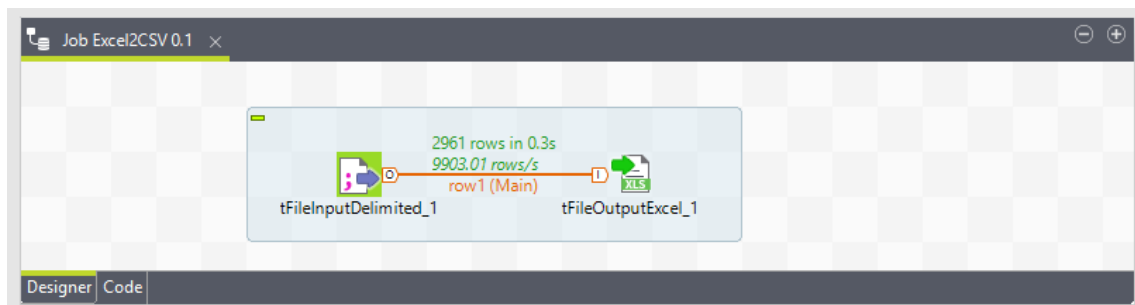 Job Excel2CSV 0.1
2961 rows in 0.3s
9903.01 rows/s
row1 (Main)
; O I XLS
tFileInputDelimited_1 tFileOutputExcel_1
Designer Code